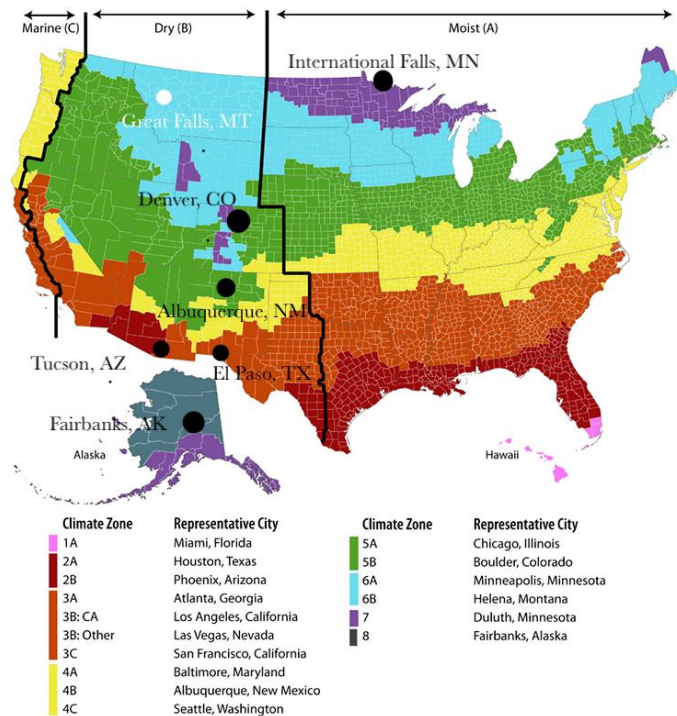 Marine (C)
Dry (B)
Moist (A)
International Falls, MN
Great Falls, MT
Denver, CO
Albuquerque, NM
Tucson, AZ
El Paso, TX
Fairbanks, AK
Alaska
Hawaii
Climate Zone Representative City
1A Miami, Florida
2A Houston, Texas
2B Phoenix, Arizona
3A Atlanta, Georgia
3B: CA Los Angeles, California
3B: Other Las Vegas, Nevada
3C San Francisco, California
4A Baltimore, Maryland
4B Albuquerque, New Mexico
4C Seattle, Washington
Climate Zone Representative City
5A Chicago, Illinois
5B Boulder, Colorado
6A Minneapolis, Minnesota
6B Helena, Montana
7 Duluth, Minnesota
8 Fairbanks, Alaska